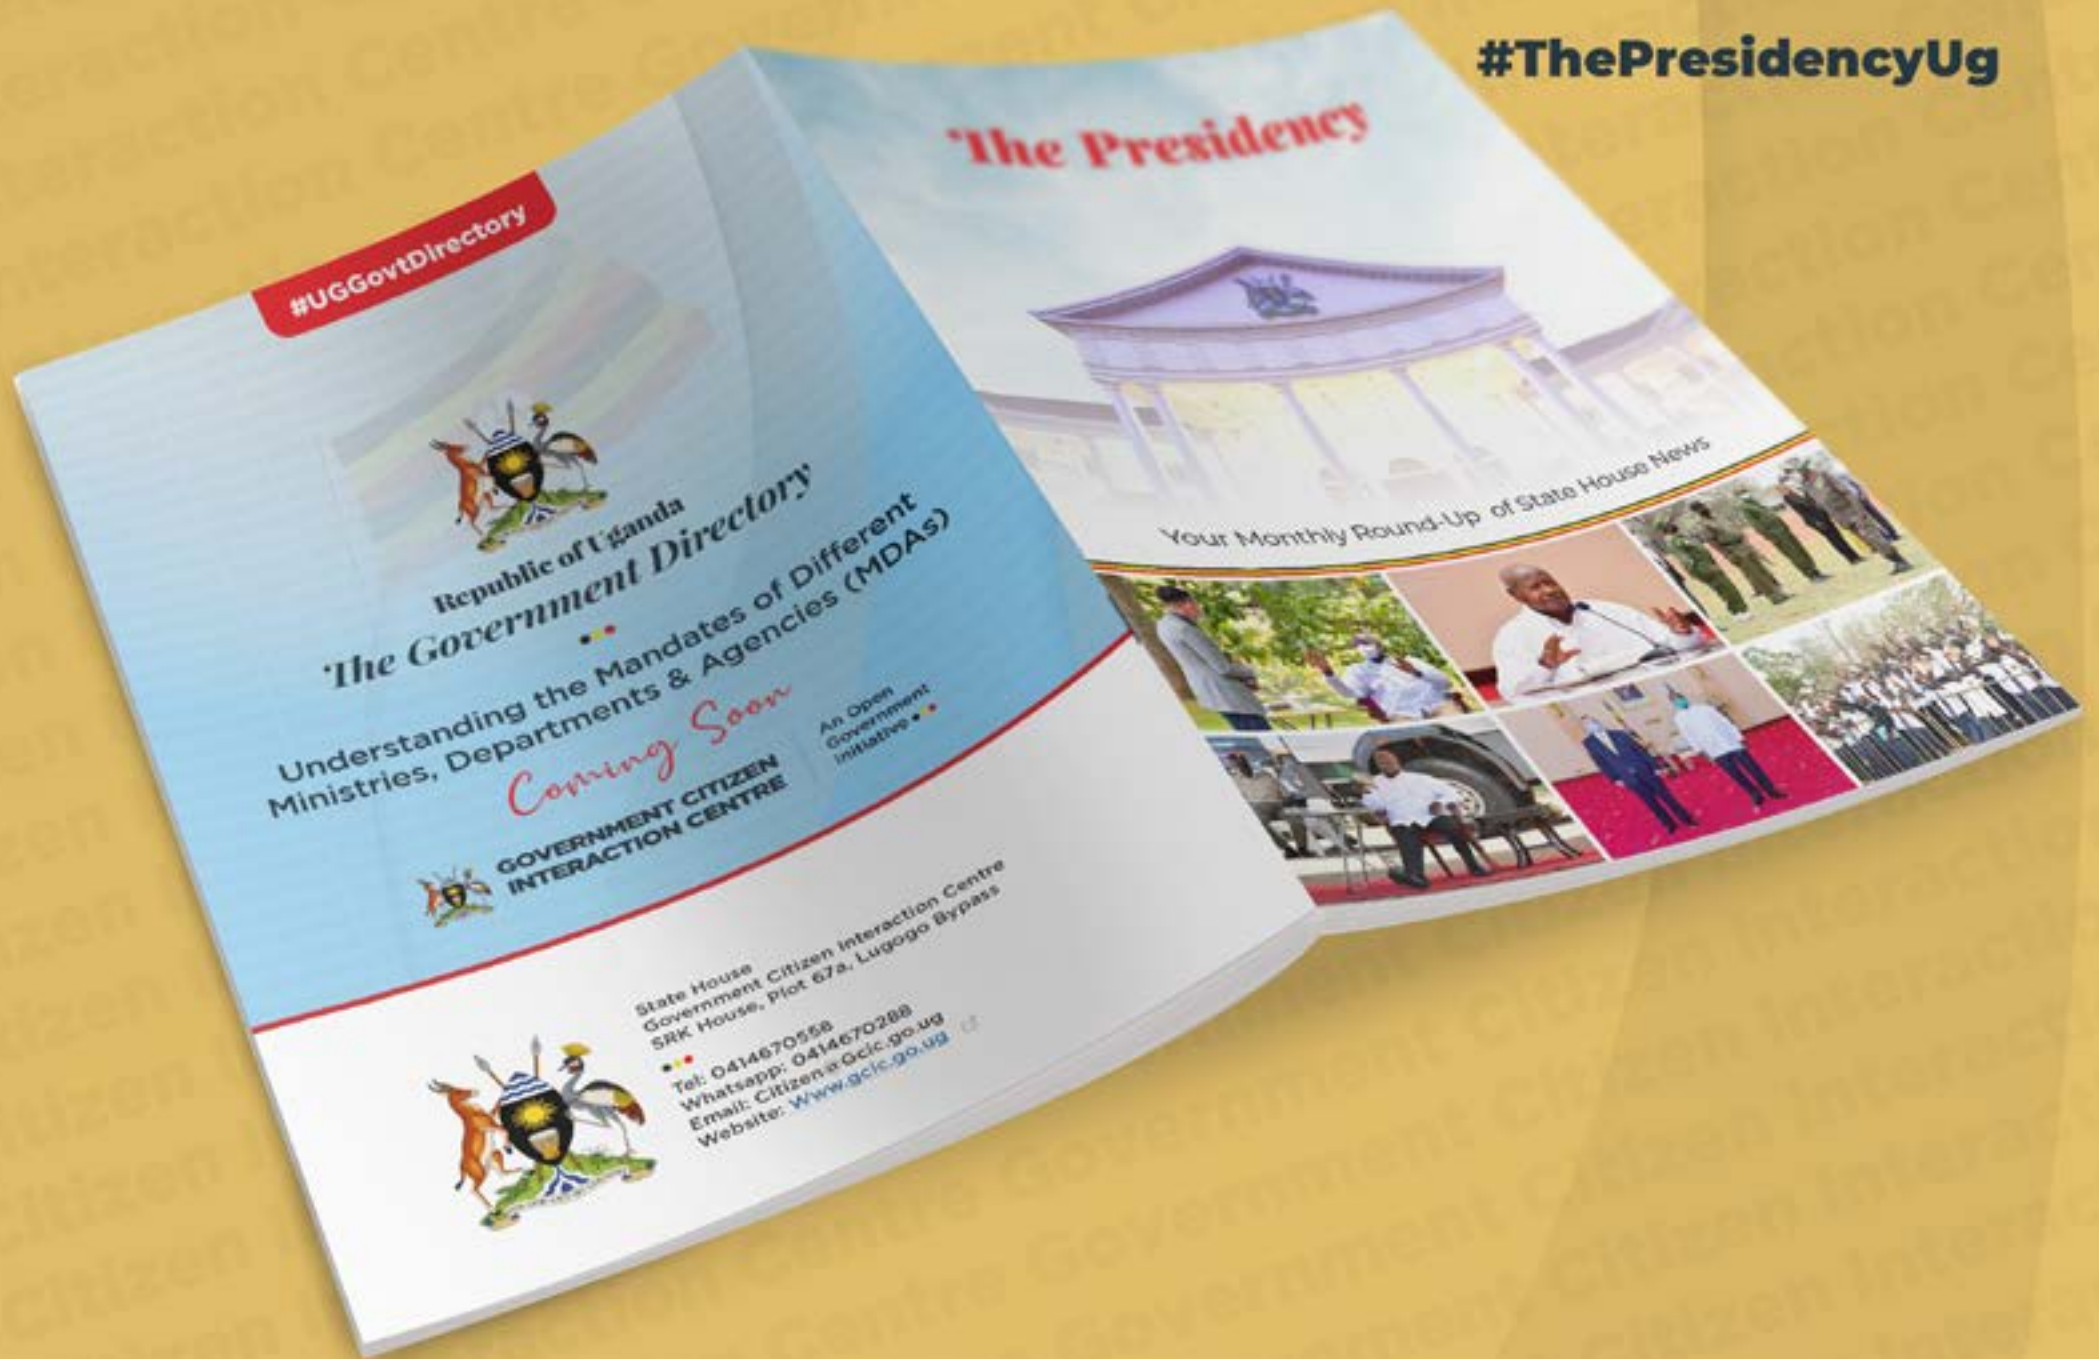 #ThePresidencyUg
The Presidency
Your Monthly Round-Up of State House News
#UGGovtDirectory
Republic of Uganda
The Government Directory
Understanding the Mandates of Different
Ministries, Departments & Agencies (MDAs)
Coming Soon
An Open
Government
Initiative
GOVERNMENT CITIZEN
INTERACTION CENTRE
State House
Government Citizen Interaction Centre
SRK House, Plot 67a, Lugogo Bypass
Tel: 0414670558
Whatsapp: 0414670288
Email: Citizen@Gcic.go.ug
Website: Www.gcic.go.ug